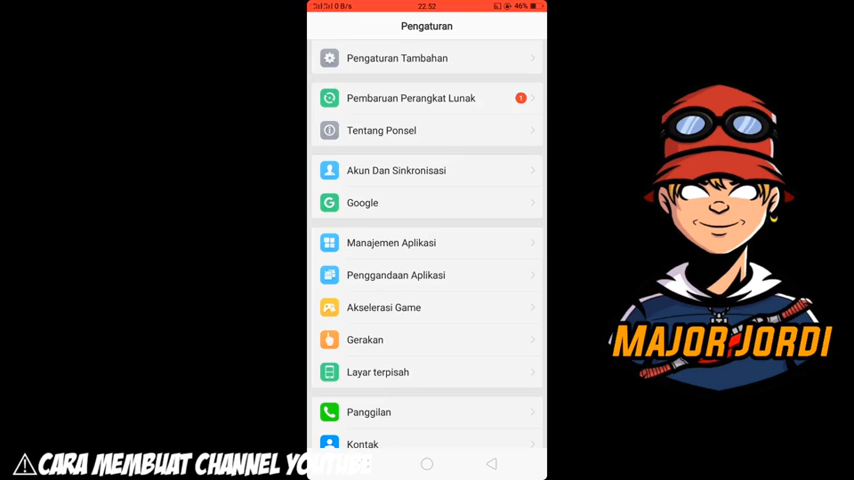 0 B/s
22.52
46%
Pengaturan
Pengaturan Tambahan
Pembaruan Perangkat Lunak
1
Tentang Ponsel
Akun Dan Sinkronisasi
Google
Manajemen Aplikasi
Penggandaan Aplikasi
Akselerasi Game
Gerakan
Layar terpisah
Panggilan
Kontak
MAJOR JORDI
⚠CARA MEMBUAT CHANNEL YOUTUBE